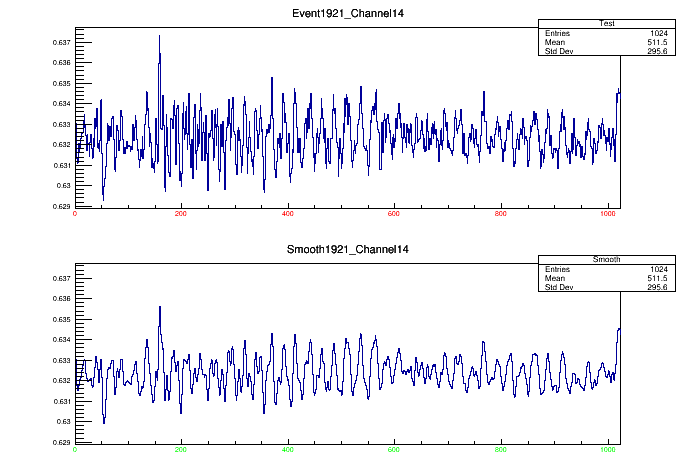 Event1921_Channel14
Test
Entries 1024
Mean 511.5
Std Dev 295.6
0.637
0.636
0.635
0.634
0.633
0.632
0.631
0.63
0.629
0 200 400 600 800 1000
Smooth1921_Channel14
Smooth
Entries 1024
Mean 511.5
Std Dev 295.6
0.637
0.636
0.635
0.634
0.633
0.632
0.631
0.63
0.629
0 200 400 600 800 1000